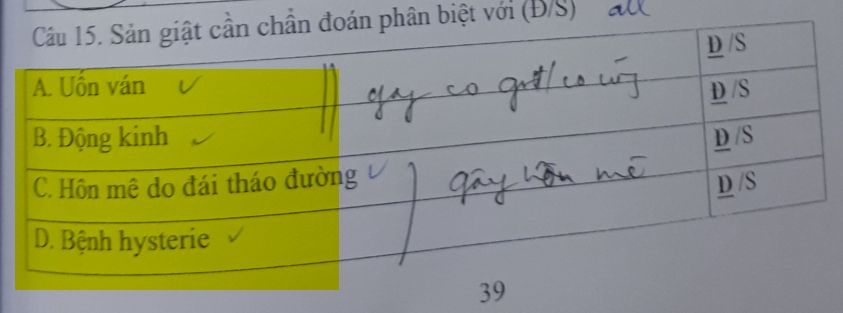 Câu 15. Sản giật cần chẩn đoán phân biệt với (Đ/S) all
A. Uốn ván Đ/S
gây co giật/co cứng
B. Động kinh Đ/S
C. Hôn mê do đái tháo đường Đ/S
gây hôn mê
D. Bệnh hysterie Đ/S
39